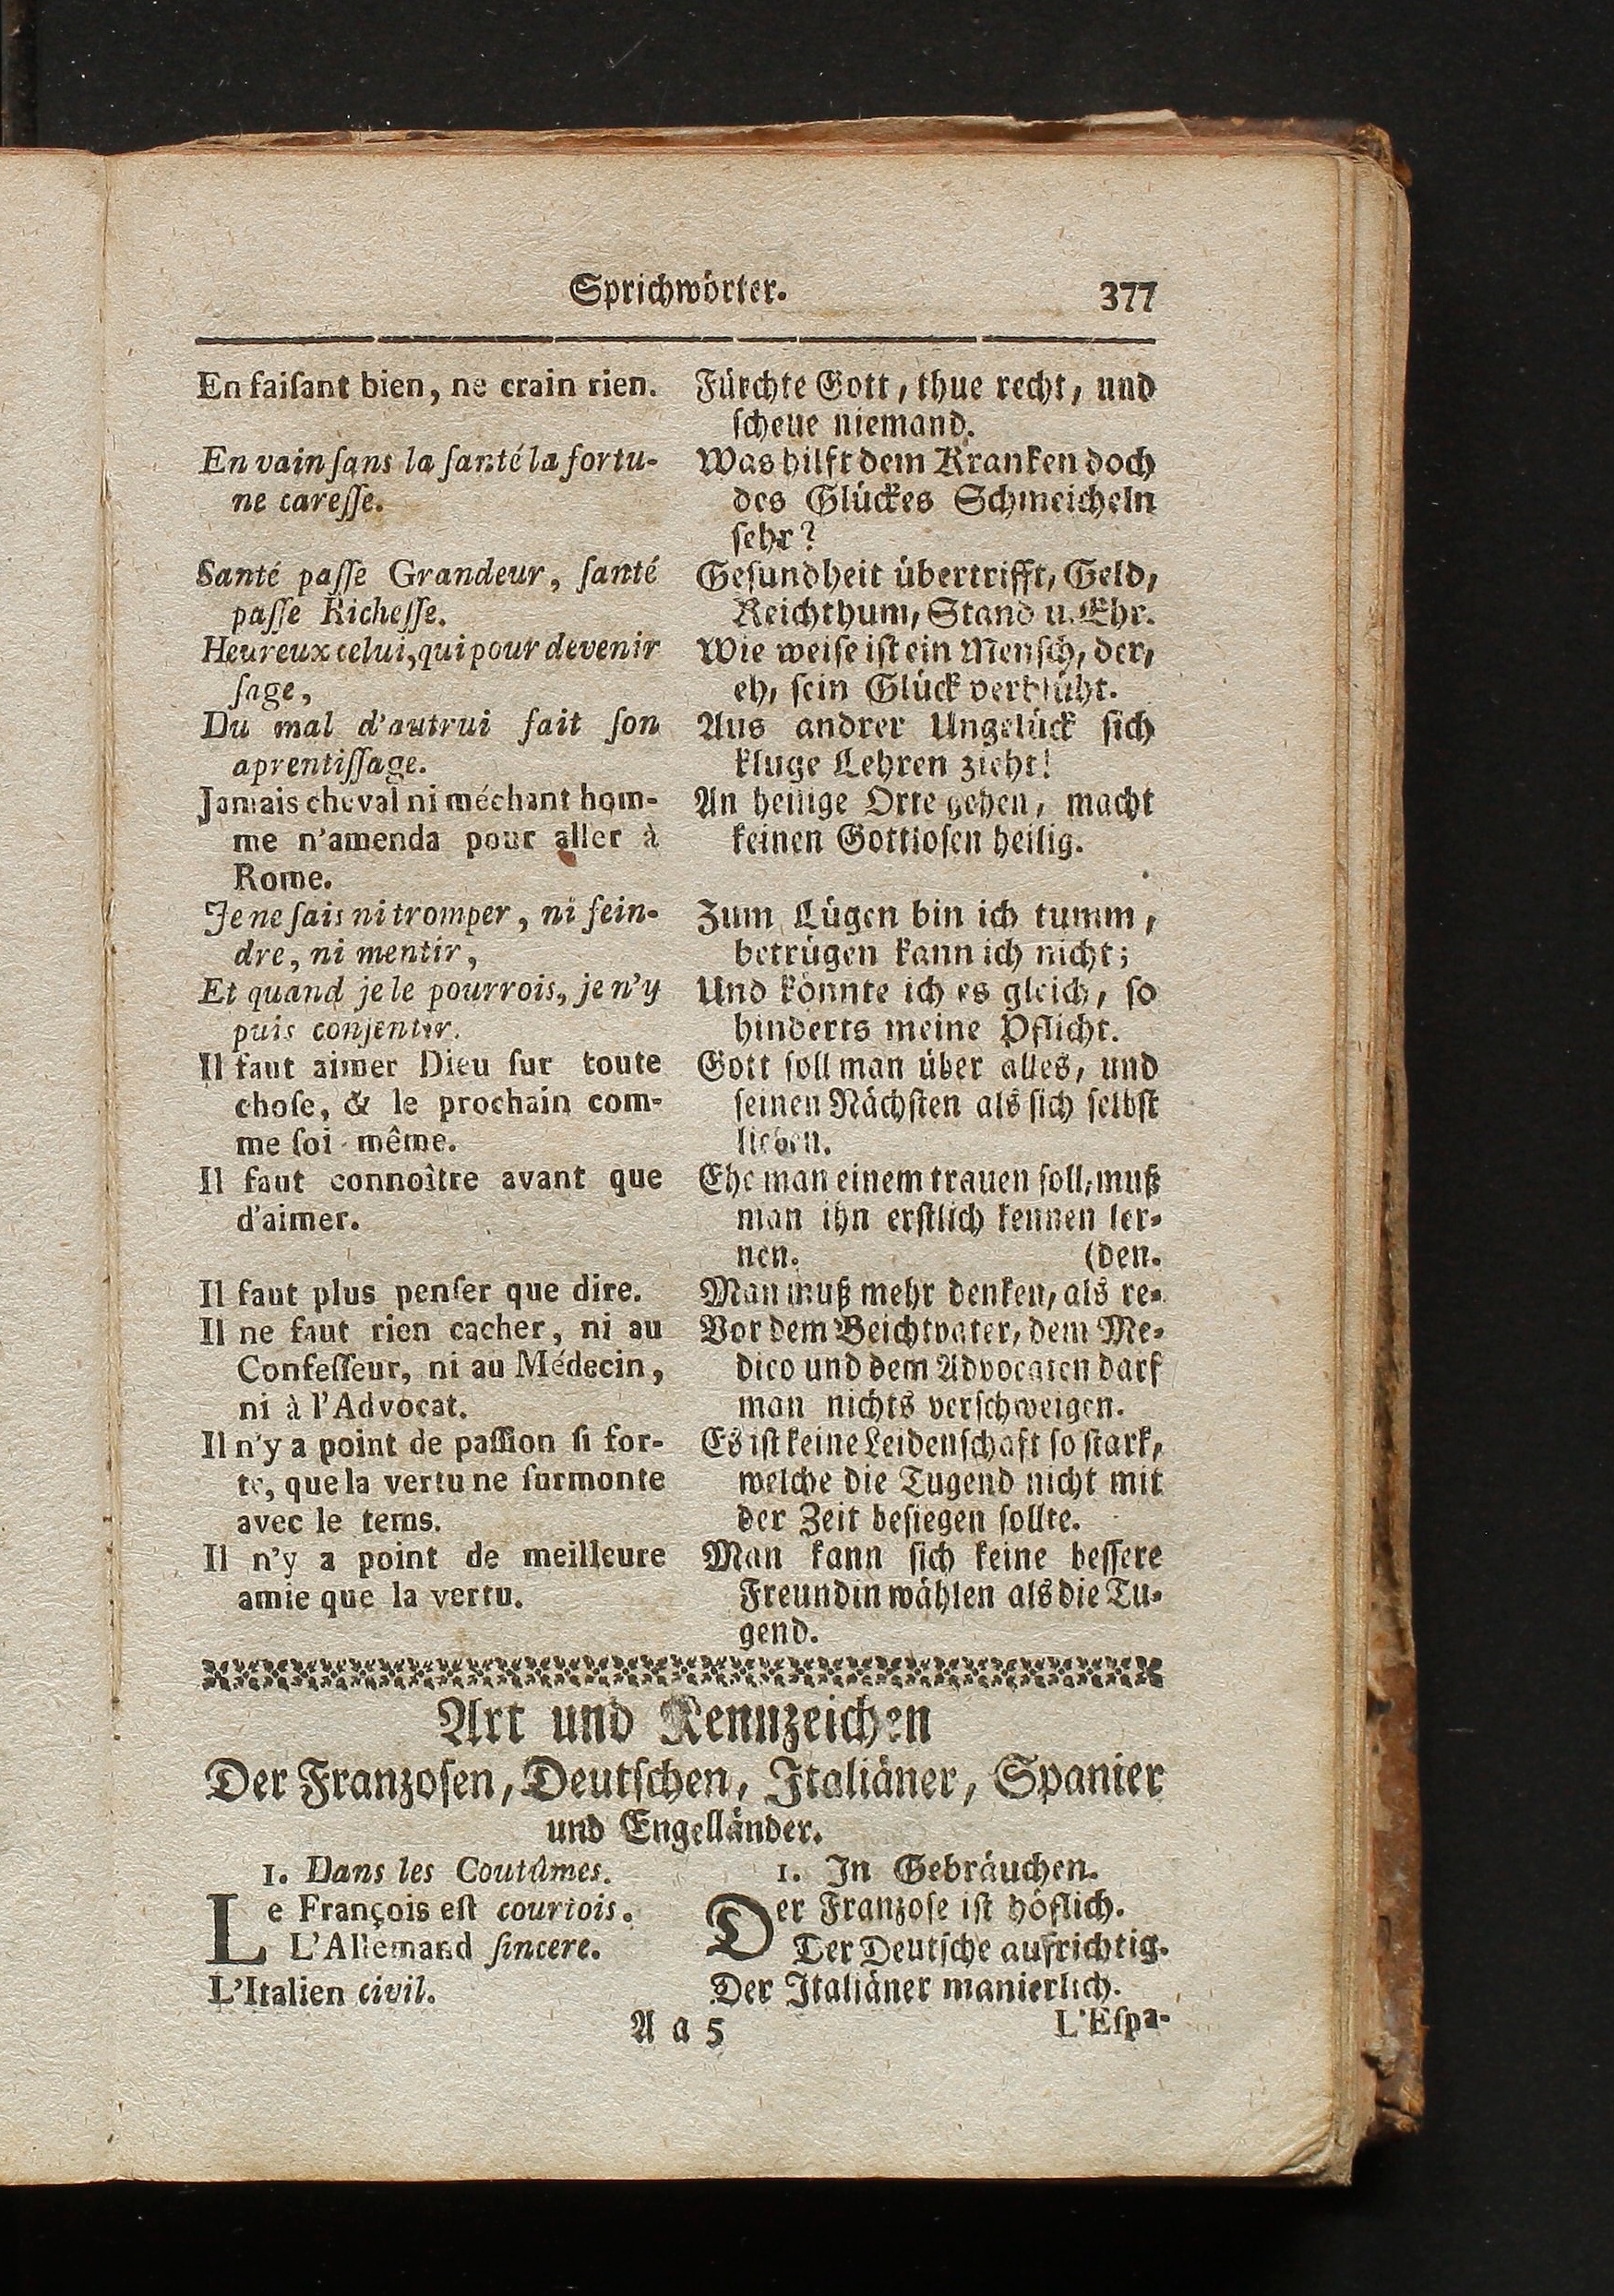 Sprichwörter. 377
En faiſant bien, ne crain rien.
En vain ſans la ſanté la fortu-
ne careſſe.
Santé paſſe Grandeur, ſanté
paſſe Richeſſe.
Heureux celui, qui pour devenir
ſage,
Du mal d'autrui fait ſon
aprentiſſage.
Jamais cheval ni méchant hom-
me n'amenda pour aller à
Rome.
Je ne ſais ni tromper, ni fein-
dre, ni mentir,
Et quand je le pourrois, je n'y
puis conſentir.
Il faut aimer Dieu ſur toute
choſe, & le prochain com-
me ſoi-même.
Il faut connoître avant que
d'aimer.
Il faut plus penſer que dire.
Il ne faut rien cacher, ni au
Confeſſeur, ni au Médecin,
ni à l'Advocat.
Il n'y a point de paſſion ſi for-
te, que la vertu ne ſurmonte
avec le tems.
Il n'y a point de meilleure
amie que la vertu.
Fürchte Gott, thue recht, und
ſcheue niemand.
Was hilft dem Kranken doch
des Glückes Schmeicheln
ſehr?
Geſundheit übertrifft, Geld,
Reichthum, Stand u. Ehr.
Wie weiſe iſt ein Menſch, der,
eh, ſein Glück verblüht.
Aus andrer Ungelück ſich
kluge Lehren zieht!
An heilige Orte gehen, macht
keinen Gottloſen heilig.
Zum Lügen bin ich tumm,
betrügen kann ich nicht;
Und könnte ich es gleich, ſo
hinderts meine Pflicht.
Gott ſoll man über alles, und
ſeinen Nächſten als ſich ſelbſt
lieben.
Ehe man einem trauen ſoll, muß
man ihn erſtlich kennen ler-
nen. (den.
Man muß mehr denken, als re-
Vor dem Beichtvater, dem Me-
dico und dem Advocaten darf
man nichts verſchweigen.
Es iſt keine Leidenſchaft ſo ſtark,
welche die Tugend nicht mit
der Zeit beſiegen ſollte.
Man kann ſich keine beſſere
Freundin wählen als die Tu-
gend.
Art und Kennzeichen
Der Franzoſen, Deutſchen, Italiäner, Spanier
und Engelländer.
1. Dans les Coutûmes.
Le François eſt courtois.
L'Allemand ſincere.
L'Italien civil.
1. In Gebräuchen.
Der Franzoſe iſt höflich.
Der Deutſche aufrichtig.
Der Italiäner manierlich.
A a 5 L'Eſpa-